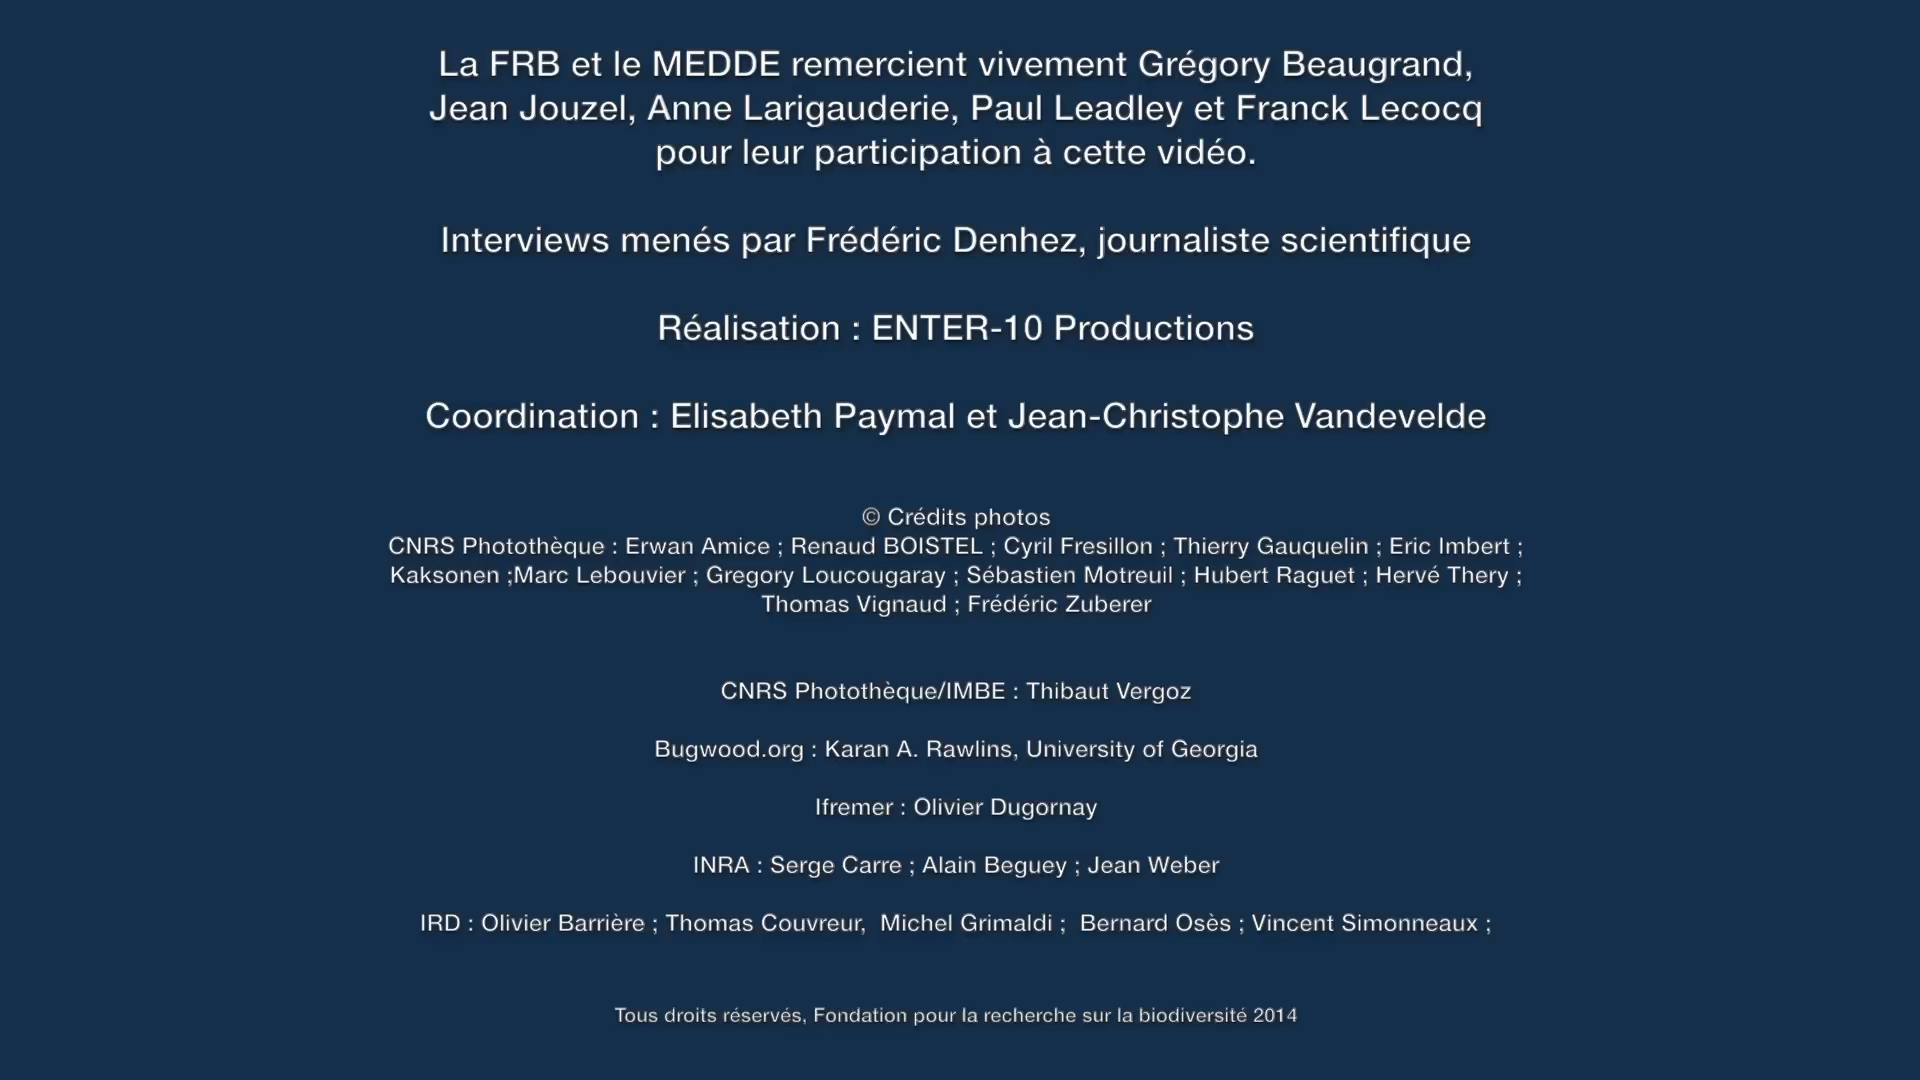 La FRB et le MEDDE remercient vivement Grégory Beaugrand,
Jean Jouzel, Anne Larigauderie, Paul Leadley et Franck Lecocq
pour leur participation à cette vidéo.
Interviews menés par Frédéric Denhez, journaliste scientifique
Réalisation : ENTER-10 Productions
Coordination : Elisabeth Paymal et Jean-Christophe Vandevelde
© Crédits photos
CNRS Photothèque : Erwan Amice ; Renaud BOISTEL ; Cyril Fresillon ; Thierry Gauquelin ; Eric Imbert ;
Kaksonen ;Marc Lebouvier ; Gregory Loucougaray ; Sébastien Motreuil ; Hubert Raguet ; Hervé Thery ;
Thomas Vignaud ; Frédéric Zuberer
CNRS Photothèque/IMBE : Thibaut Vergoz
Bugwood.org : Karan A. Rawlins, University of Georgia
Ifremer : Olivier Dugornay
INRA : Serge Carre ; Alain Beguey ; Jean Weber
IRD : Olivier Barrière ; Thomas Couvreur,  Michel Grimaldi ;  Bernard Osès ; Vincent Simonneaux ;
Tous droits réservés, Fondation pour la recherche sur la biodiversité 2014